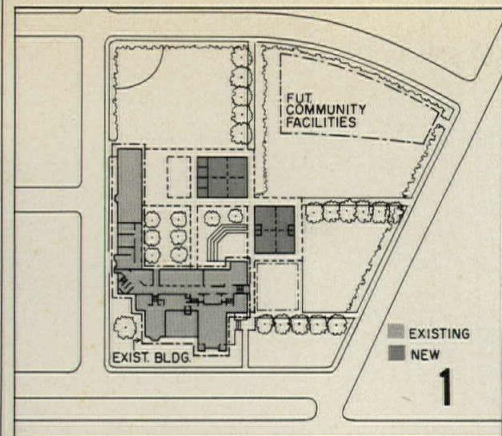 FUT.
COMMUNITY
FACILITIES
EXIST. BLDG.
EXISTING
NEW
1